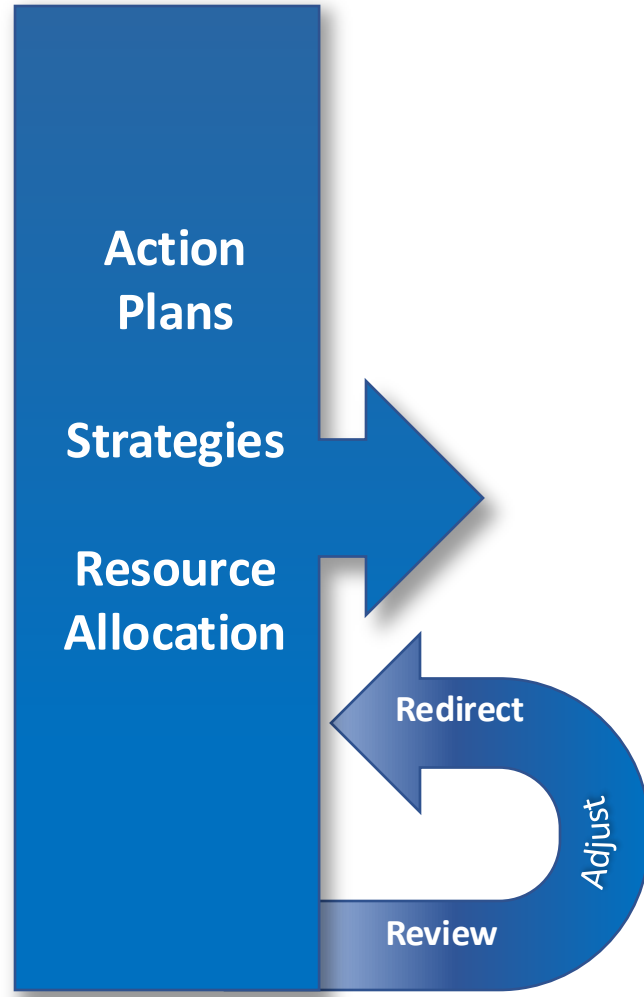 Action
Plans
Strategies
Resource
Allocation
Redirect
Adjust
Review